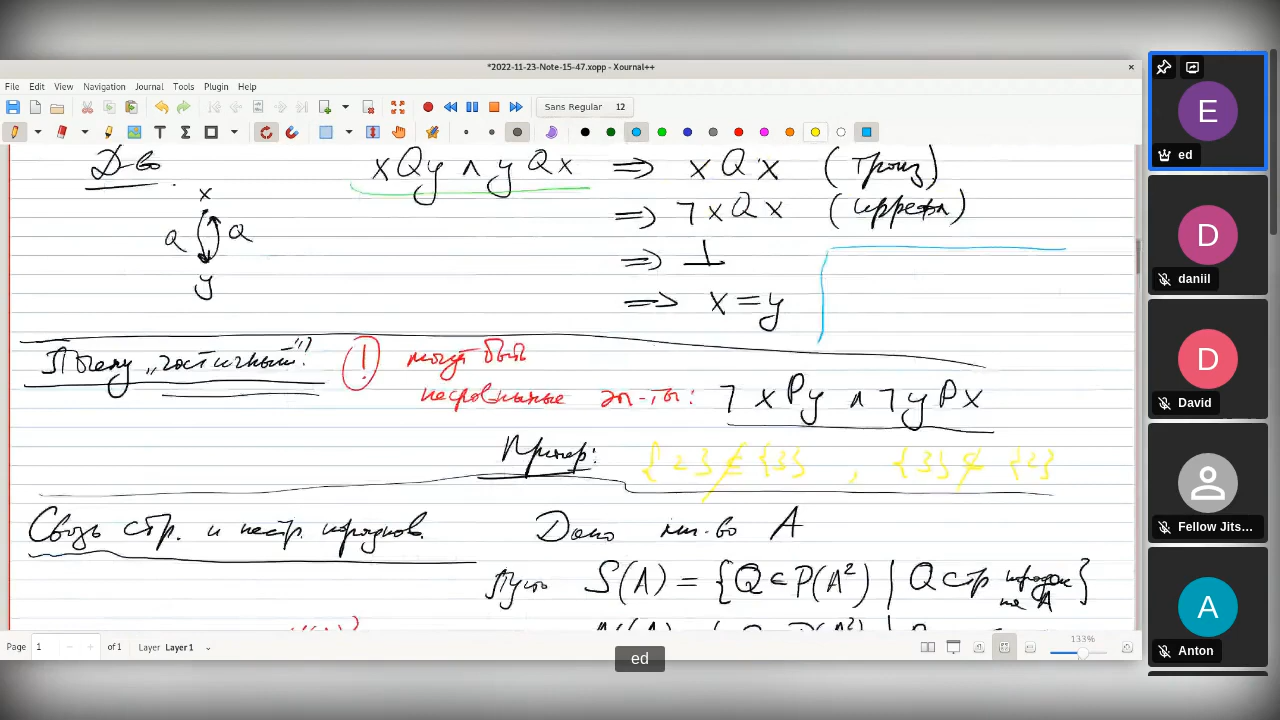 *2022-11-23-Note-15-47.xopp - Xournal++
×
File Edit View Navigation Journal Tools Plugin Help
Sans Regular 12
Д-во
xQy ∧ yQx ⇒ xQx (транз)
x
⇒ ¬xQx (иррефл)
Q Q
y
⇒ ⊥
⇒ x=y
Почему „частичный"?
! могут быть
несравнимые эл-ты: ¬xPy ∧ ¬yPx
Пример: {2} ⊄ {3} , {3} ⊄ {2}
Связь стр. и нестр. порядков.
Дано мн-во A
Пусть S(A) = {Q ∈ P(A²) | Q стр порядок
на A}
Page 1 of 1 Layer Layer 1
133%
E
ed
D
daniil
D
David
Fellow Jits...
A
Anton
ed